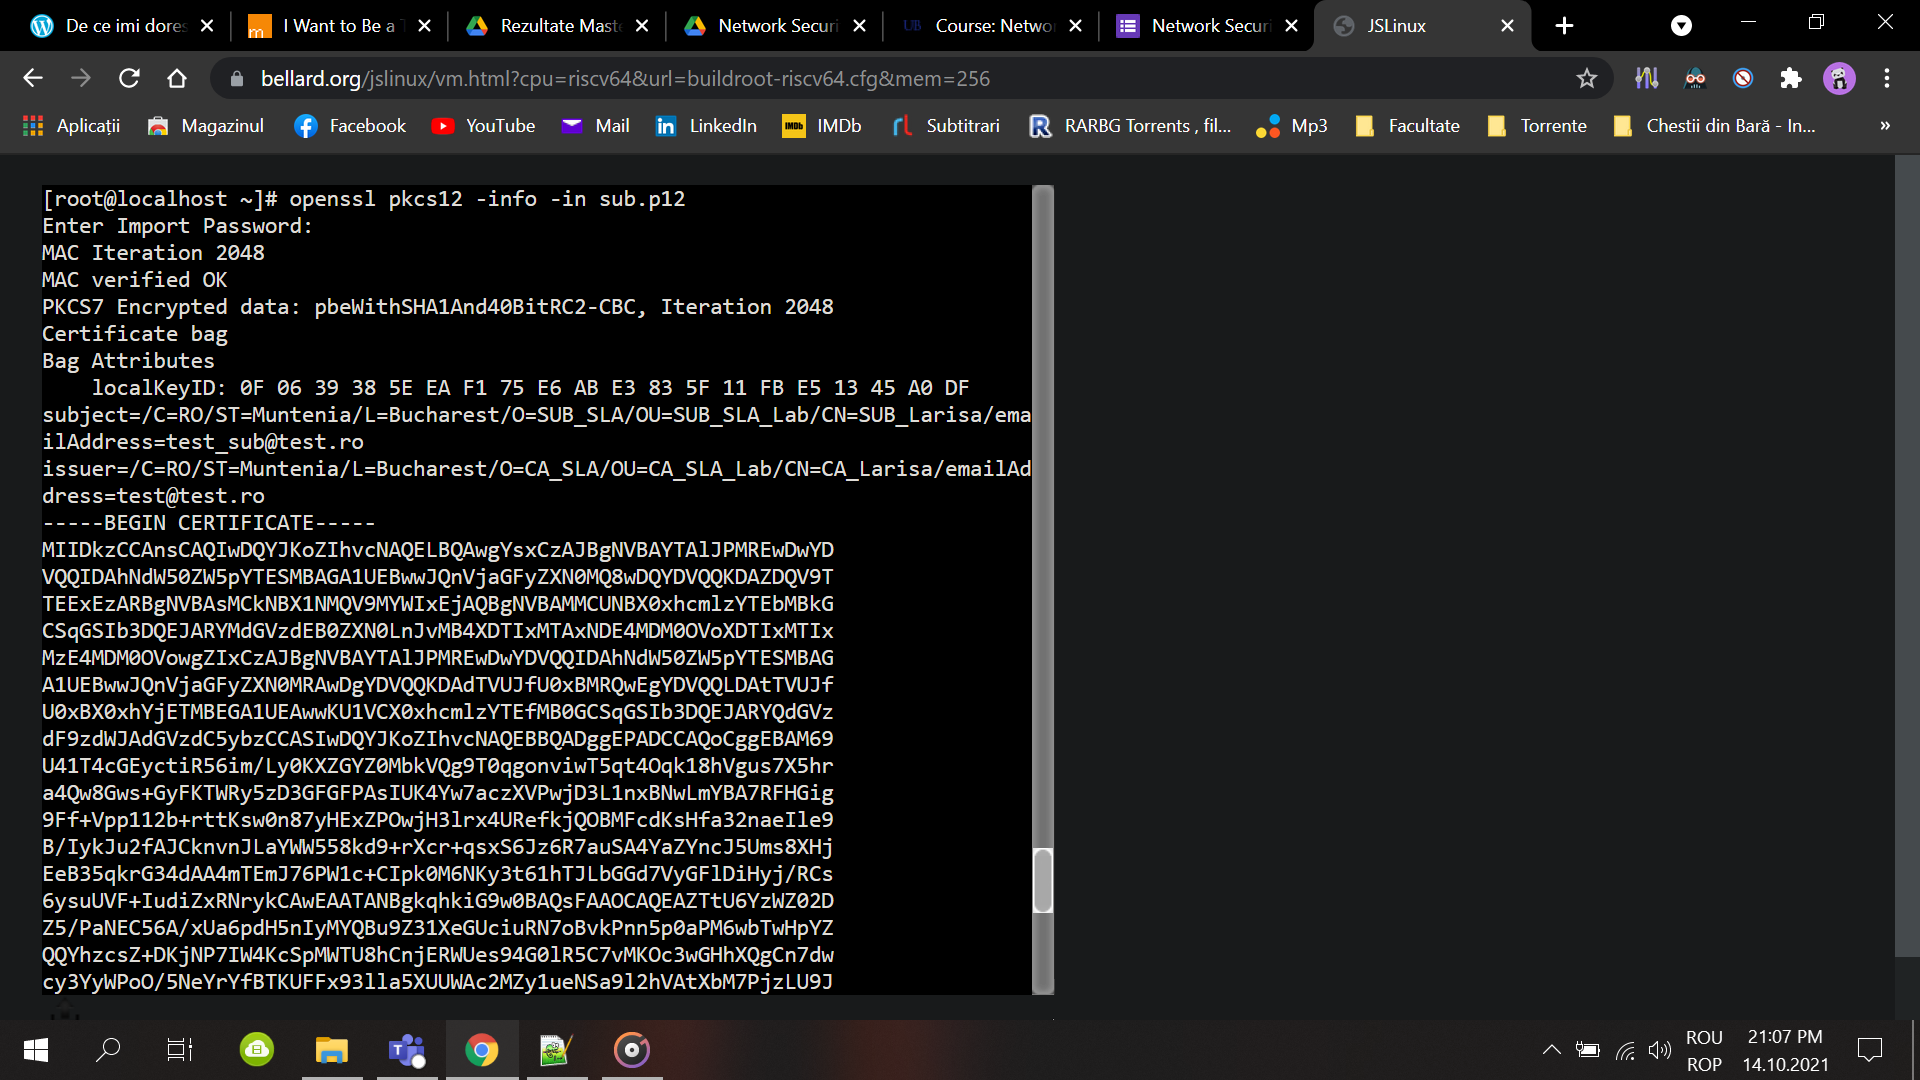 De ce imi dores
I Want to Be a T
Rezultate Maste
Network Securi
Course: Networ
Network Securi
JSLinux
bellard.org/jslinux/vm.html?cpu=riscv64&url=buildroot-riscv64.cfg&mem=256
Aplicații
Magazinul
Facebook
YouTube
Mail
LinkedIn
IMDb
Subtitrari
RARBG Torrents , fil...
Mp3
Facultate
Torrente
Chestii din Bară - In...
[root@localhost ~]# openssl pkcs12 -info -in sub.p12
Enter Import Password:
MAC Iteration 2048
MAC verified OK
PKCS7 Encrypted data: pbeWithSHA1And40BitRC2-CBC, Iteration 2048
Certificate bag
Bag Attributes
    localKeyID: 0F 06 39 38 5E EA F1 75 E6 AB E3 83 5F 11 FB E5 13 45 A0 DF
subject=/C=RO/ST=Muntenia/L=Bucharest/O=SUB_SLA/OU=SUB_SLA_Lab/CN=SUB_Larisa/ema
ilAddress=test_sub@test.ro
issuer=/C=RO/ST=Muntenia/L=Bucharest/O=CA_SLA/OU=CA_SLA_Lab/CN=CA_Larisa/emailAd
dress=test@test.ro
-----BEGIN CERTIFICATE-----
MIIDkzCCAnsCAQIwDQYJKoZIhvcNAQELBQAwgYsxCzAJBgNVBAYTAlJPMREwDwYD
VQQIDAhNdW50ZW5pYTESMBAGA1UEBwwJQnVjaGFyZXN0MQ8wDQYDVQQKDAZDQV9T
TEExEzARBgNVBAsMCkNBX1NMQV9MYWIxEjAQBgNVBAMMCUNBX0xhcmlzYTEbMBkG
CSqGSIb3DQEJARYMdGVzdEB0ZXN0LnJvMB4XDTIxMTAxNDE4MDM0OVoXDTIxMTIx
MzE4MDM0OVowgZIxCzAJBgNVBAYTAlJPMREwDwYDVQQIDAhNdW50ZW5pYTESMBAG
A1UEBwwJQnVjaGFyZXN0MRAwDgYDVQQKDAdTVUJfU0xBMRQwEgYDVQQLDAtTVUJf
U0xBX0xhYjETMBEGA1UEAwwKU1VCX0xhcmlzYTEfMB0GCSqGSIb3DQEJARYQdGVz
dF9zdWJAdGVzdC5ybzCCASIwDQYJKoZIhvcNAQEBBQADggEPADCCAQoCggEBAM69
U41T4cGEyctiR56im/Ly0KXZGYZ0MbkVQg9T0qgonviwT5qt4Oqk18hVgus7X5hr
a4Qw8Gws+GyFKTWRy5zD3GFGFPAsIUK4Yw7aczXVPwjD3L1nxBNwLmYBA7RFHGig
9Ff+Vpp112b+rttKsw0n87yHExZPOwjH3lrx4URefkjQOBMFcdKsHfa32naeIle9
B/IykJu2fAJCknvnJLaYWW558kd9+rXcr+qsxS6Jz6R7auSA4YaZYncJ5Ums8XHj
EeB35qkrG34dAA4mTEmJ76PW1c+CIpk0M6NKy3t61hTJLbGGd7VyGFlDiHyj/RCs
6ysuUVF+IudiZxRNrykCAwEAATANBgkqhkiG9w0BAQsFAAOCAQEAZTtU6YzWZ02D
Z5/PaNEC56A/xUa6pdH5nIyMYQBu9Z31XeGUciuRN7oBvkPnn5p0aPM6wbTwHpYZ
QQYhzcsZ+DKjNP7IW4KcSpMWTU8hCnjERWUes94G0lR5C7vMKOc3wGHhXQgCn7dw
cy3YyWPoO/5NeYrYfBTKUFFx93lla5XUUWAc2MZy1ueNSa9l2hVAtXbM7PjzLU9J
ROU
ROP
21:07 PM
14.10.2021